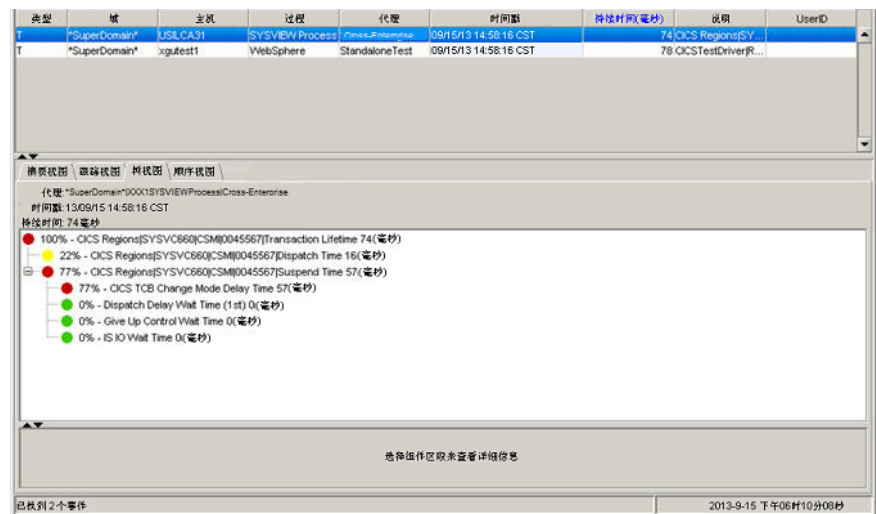 类型 域 主机 过程 代理 时间戳 持续时间(毫秒) 说明 UserID
T *SuperDomain* USILCA31 SYSVIEW Process Cross-Enterprise 09/15/13 14:58:16 CST 74 CICS Regions|SY...
T *SuperDomain* xgutest1 WebSphere StandaloneTest 09/15/13 14:58:16 CST 78 CICSTestDriver|R...
摘要视图 跟踪视图 树视图 顺序视图
代理:*SuperDomain*|XXX1SYSVIEWProcess|Cross-Enterprise
时间戳:13/09/15 14:58:16 CST
持续时间: 74毫秒
100% - CICS Regions|SYSVC660|CSMI|0045567|Transaction Lifetime 74(毫秒)
22% - CICS Regions|SYSVC660|CSMI|0045567|Dispatch Time 16(毫秒)
77% - CICS Regions|SYSVC660|CSMI|0045567|Suspend Time 57(毫秒)
77% - CICS TCB Change Mode Delay Time 57(毫秒)
0% - Dispatch Delay Wait Time (1st) 0(毫秒)
0% - Give Up Control Wait Time 0(毫秒)
0% - IS IO Wait Time 0(毫秒)
选择组件区段来查看详细信息
已找到 2 个事件 2013-9-15 下午06时10分08秒